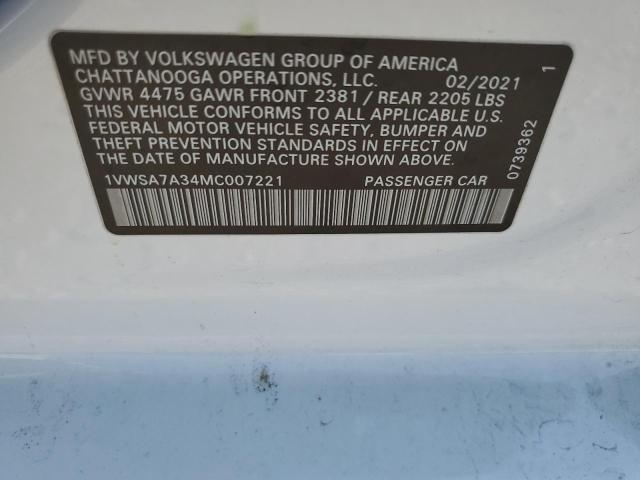 MFD BY VOLKSWAGEN GROUP OF AMERICA
CHATTANOOGA OPERATIONS, LLC. 02/2021
GVWR 4475 GAWR FRONT 2381 / REAR 2205 LBS
THIS VEHICLE CONFORMS TO ALL APPLICABLE U.S.
FEDERAL MOTOR VEHICLE SAFETY, BUMPER AND
THEFT PREVENTION STANDARDS IN EFFECT ON
THE DATE OF MANUFACTURE SHOWN ABOVE.
1VWSA7A34MC007221 PASSENGER CAR
0739362
1